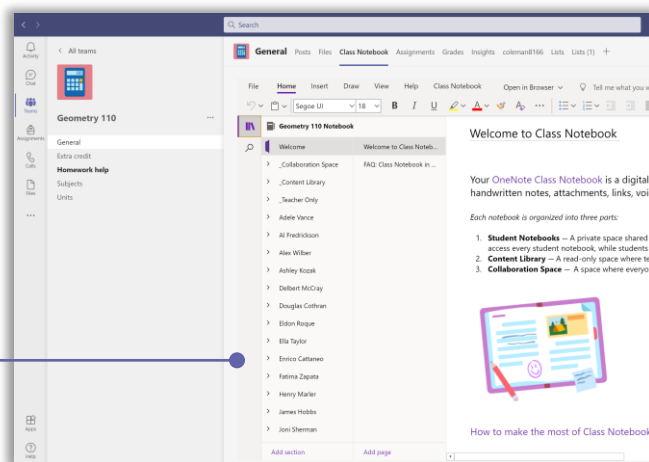 Search
Activity
Chat
Teams
Assignments
Calls
Files
Apps
Help
All teams
Geometry 110
General
Extra credit
Homework help
Subjects
Units
General Posts Files Class Notebook Assignments Grades Insights coleman8166 Lists Lists (1) +
File Home Insert Draw View Help Class Notebook Open in Browser Tell me what you w
Segoe UI 18 B I U
Geometry 110 Notebook
Welcome
_Collaboration Space
_Content Library
_Teacher Only
Adele Vance
Al Fredrickson
Alex Wilber
Ashley Kozak
Delbert McCray
Douglas Cothran
Eldon Roque
Ella Taylor
Enrico Cattaneo
Fatima Zapata
Henry Marler
James Hobbs
Joni Sherman
Add section
Welcome to Class Noteb...
FAQ: Class Notebook in ...
Add page
Welcome to Class Notebook
Your OneNote Class Notebook is a digital
handwritten notes, attachments, links, voi
Each notebook is organized into three parts:
1. Student Notebooks — A private space shared
access every student notebook, while students
2. Content Library — A read-only space where te
3. Collaboration Space — A space where everyo
How to make the most of Class Notebook